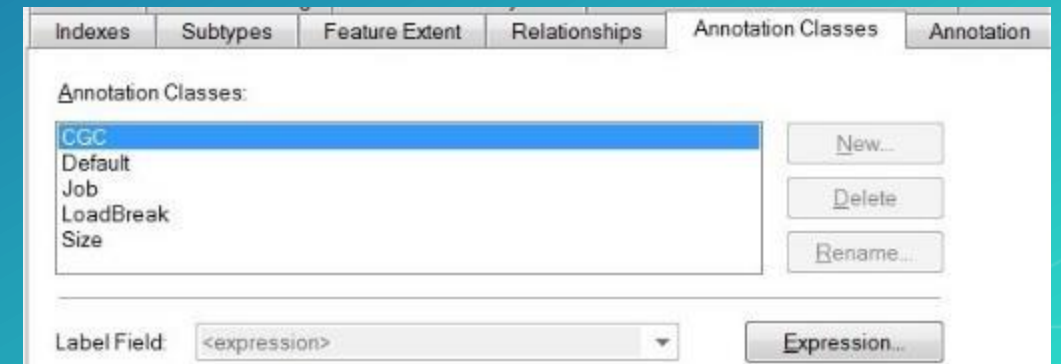 Indexes Subtypes Feature Extent Relationships Annotation Classes Annotation
Annotation Classes:
CGC
Default
Job
LoadBreak
Size
New...
Delete
Rename...
Label Field: <expression> Expression...